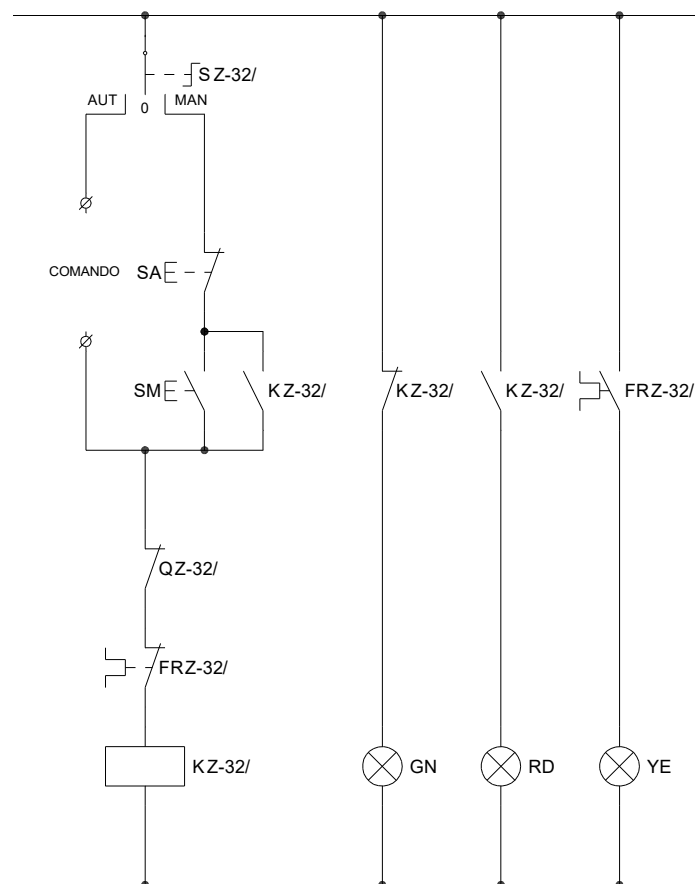 SZ-32/
AUT 0 MAN
COMANDO SA
SM KZ-32/ KZ-32/ KZ-32/ FRZ-32/
QZ-32/
FRZ-32/
KZ-32/ GN RD YE